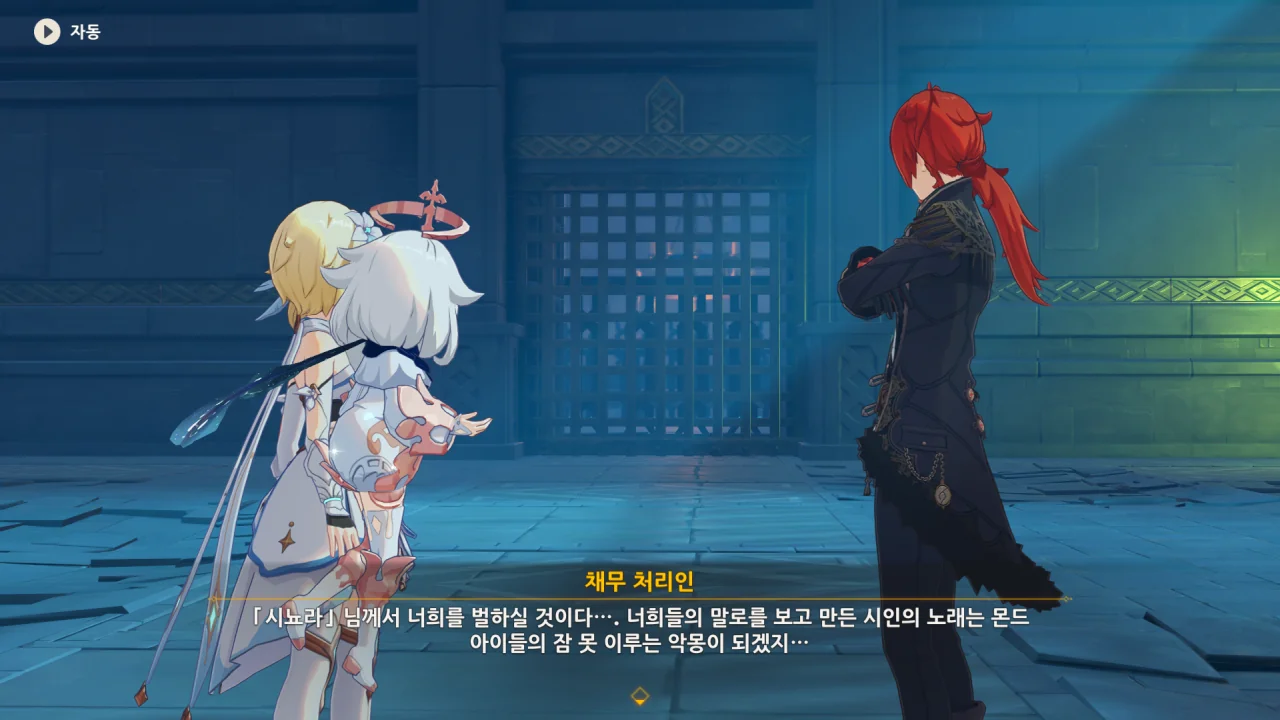 자동
채무 처리인
「시뇨라」님께서 너희를 벌하실 것이다…. 너희들의 말로를 보고 만든 시인의 노래는 몬드
아이들의 잠 못 이루는 악몽이 되겠지…